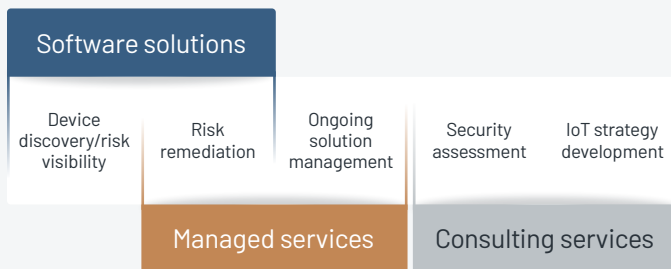 Software solutions
Device
discovery/risk
visibility
Risk
remediation
Ongoing
solution
management
Security
assessment
IoT strategy
development
Managed services
Consulting services